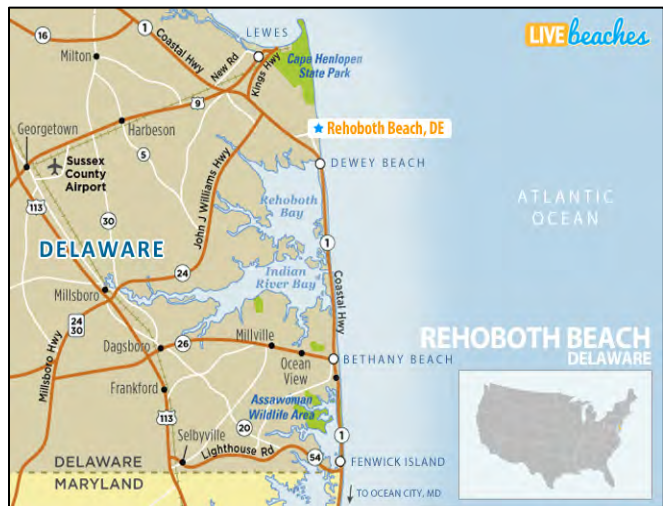 LIVE beaches
16
1
Coastal Hwy
LEWES
Milton
New Rd
Kings Hwy
Cape Henlopen
State Park
9
Rehoboth Beach, DE
Georgetown
Harbeson
DEWEY BEACH
5
Sussex
County
Airport
John J Williams Hwy
Rehoboth
Bay
ATLANTIC
OCEAN
113
30
DELAWARE
1
24
Indian
River Bay
Coastal Hwy
Millsboro
24
30
Millsboro Hwy
REHOBOTH BEACH
DELAWARE
Dagsboro
26
Millville
Ocean
View
BETHANY BEACH
Frankford
113
Assawoman
Wildlife Area
20
1
Selbyville
Lighthouse Rd
54
FENWICK ISLAND
DELAWARE
MARYLAND
TO OCEAN CITY, MD